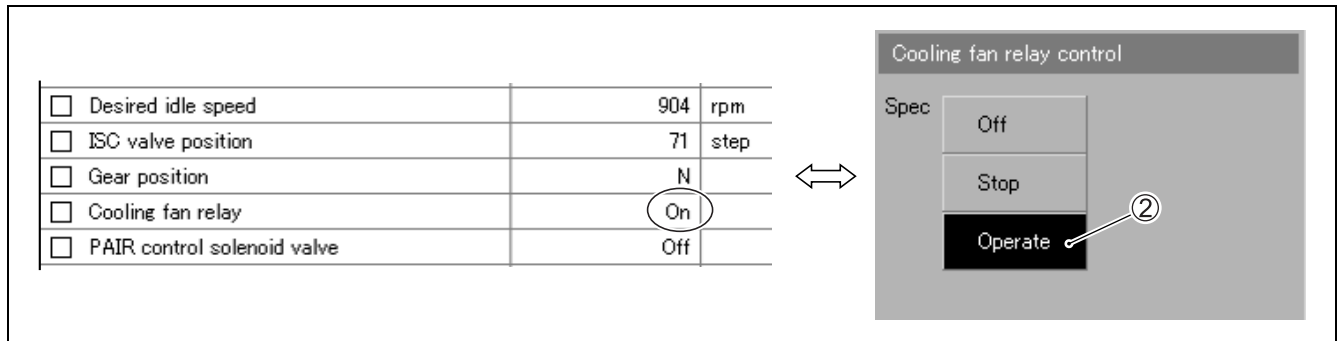 Desired idle speed 904 rpm
ISC valve position 71 step
Gear position N
Cooling fan relay On
PAIR control solenoid valve Off
Cooling fan relay control
Spec
Off
Stop
Operate
2